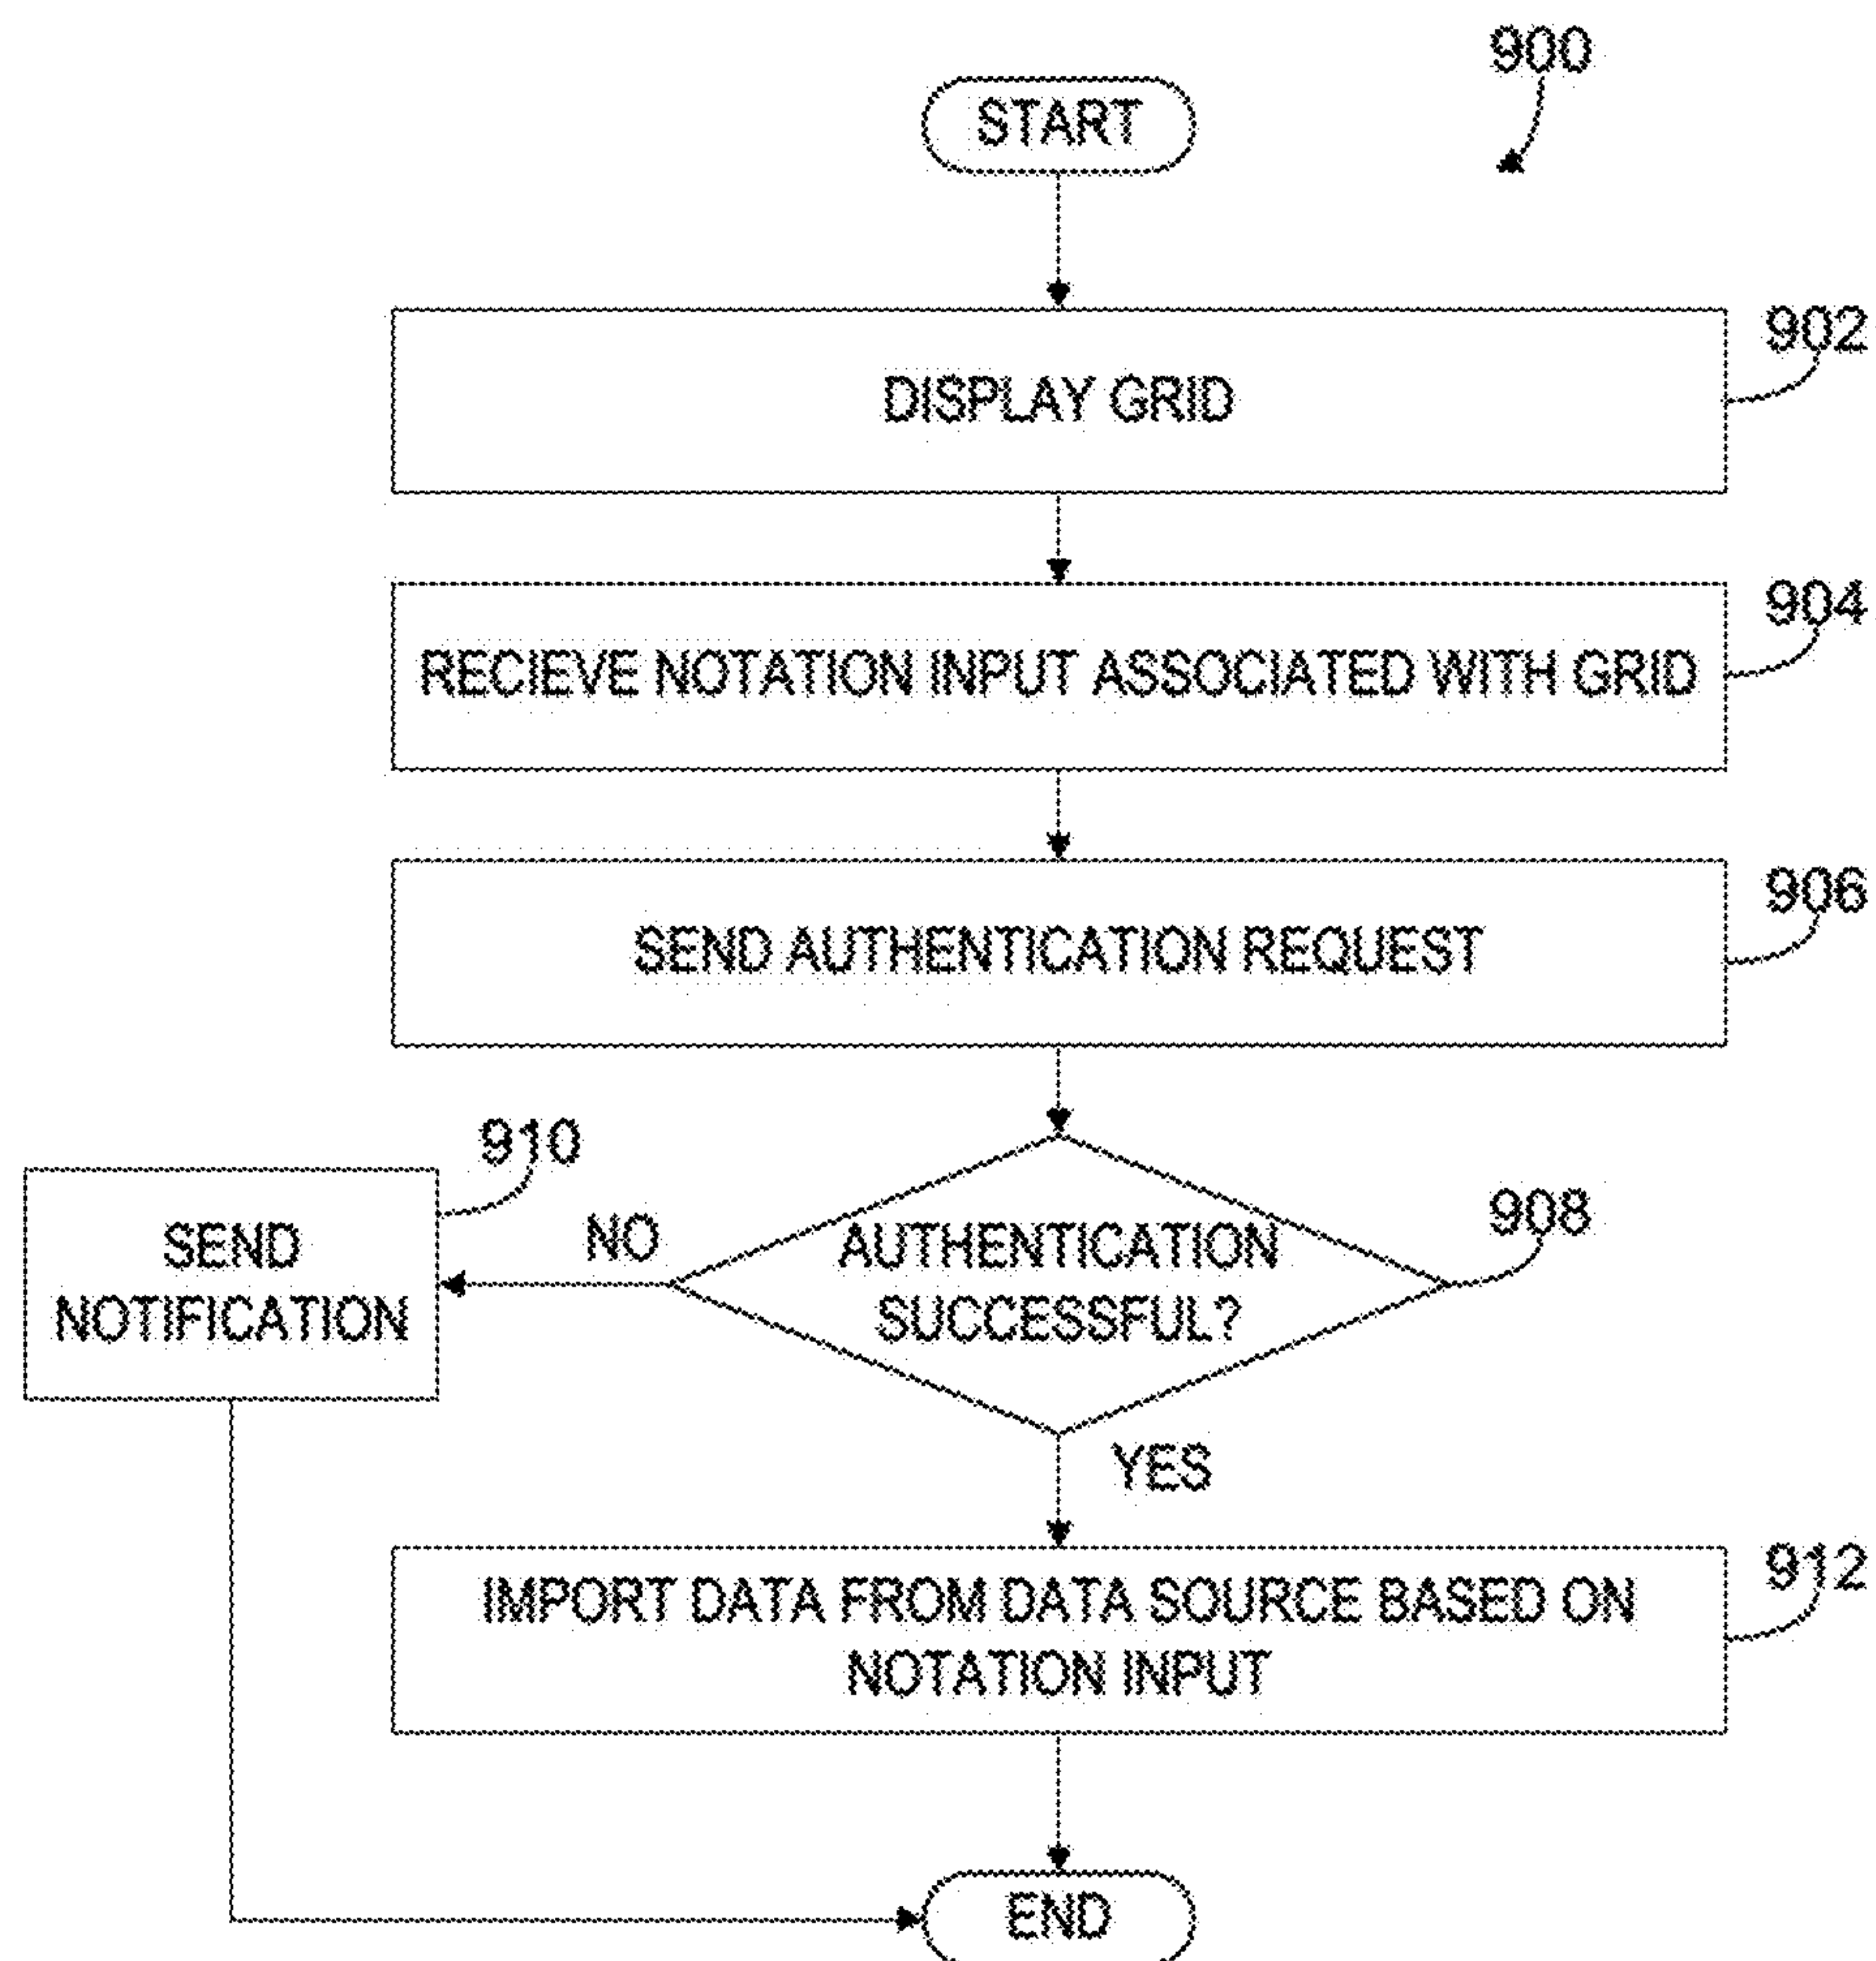 900
START
902
DISPLAY GRID
904
RECIEVE NOTATION INPUT ASSOCIATED WITH GRID
906
SEND AUTHENTICATION REQUEST
910
SEND
NOTIFICATION
NO
AUTHENTICATION
SUCCESSFUL?
908
YES
912
IMPORT DATA FROM DATA SOURCE BASED ON
NOTATION INPUT
END